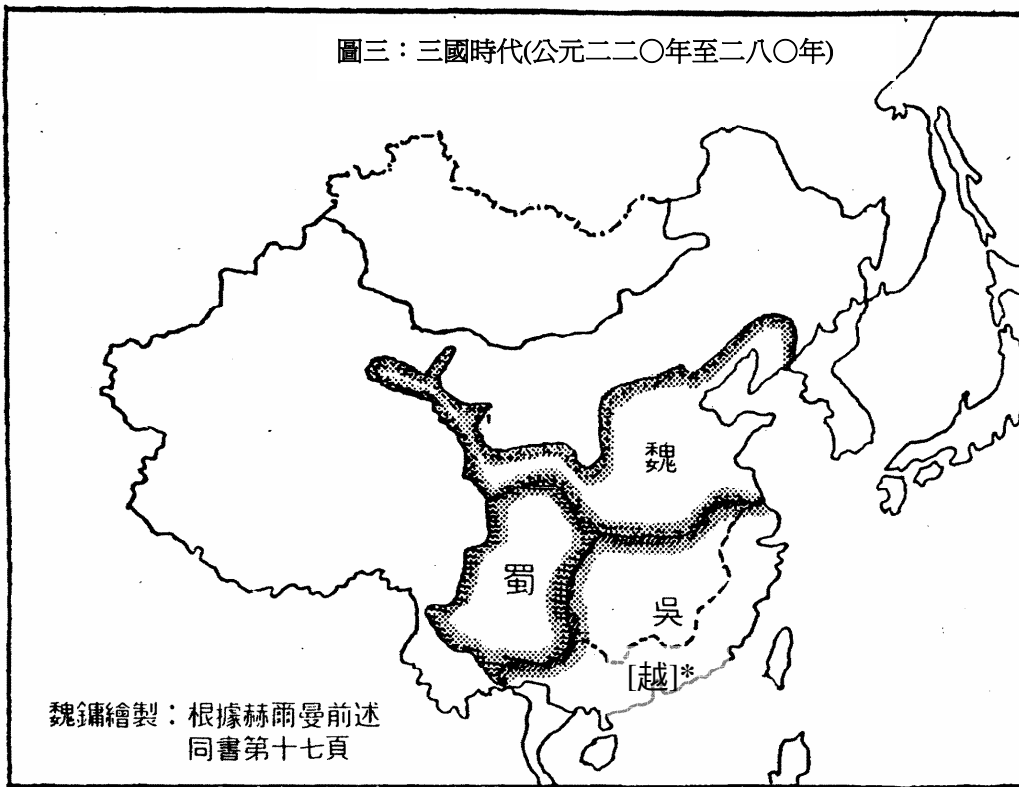 圖三：三國時代(公元二二〇年至二八〇年)
魏
蜀
吳
[越]*
魏鏞繪製：根據赫爾曼前述
同書第十七頁